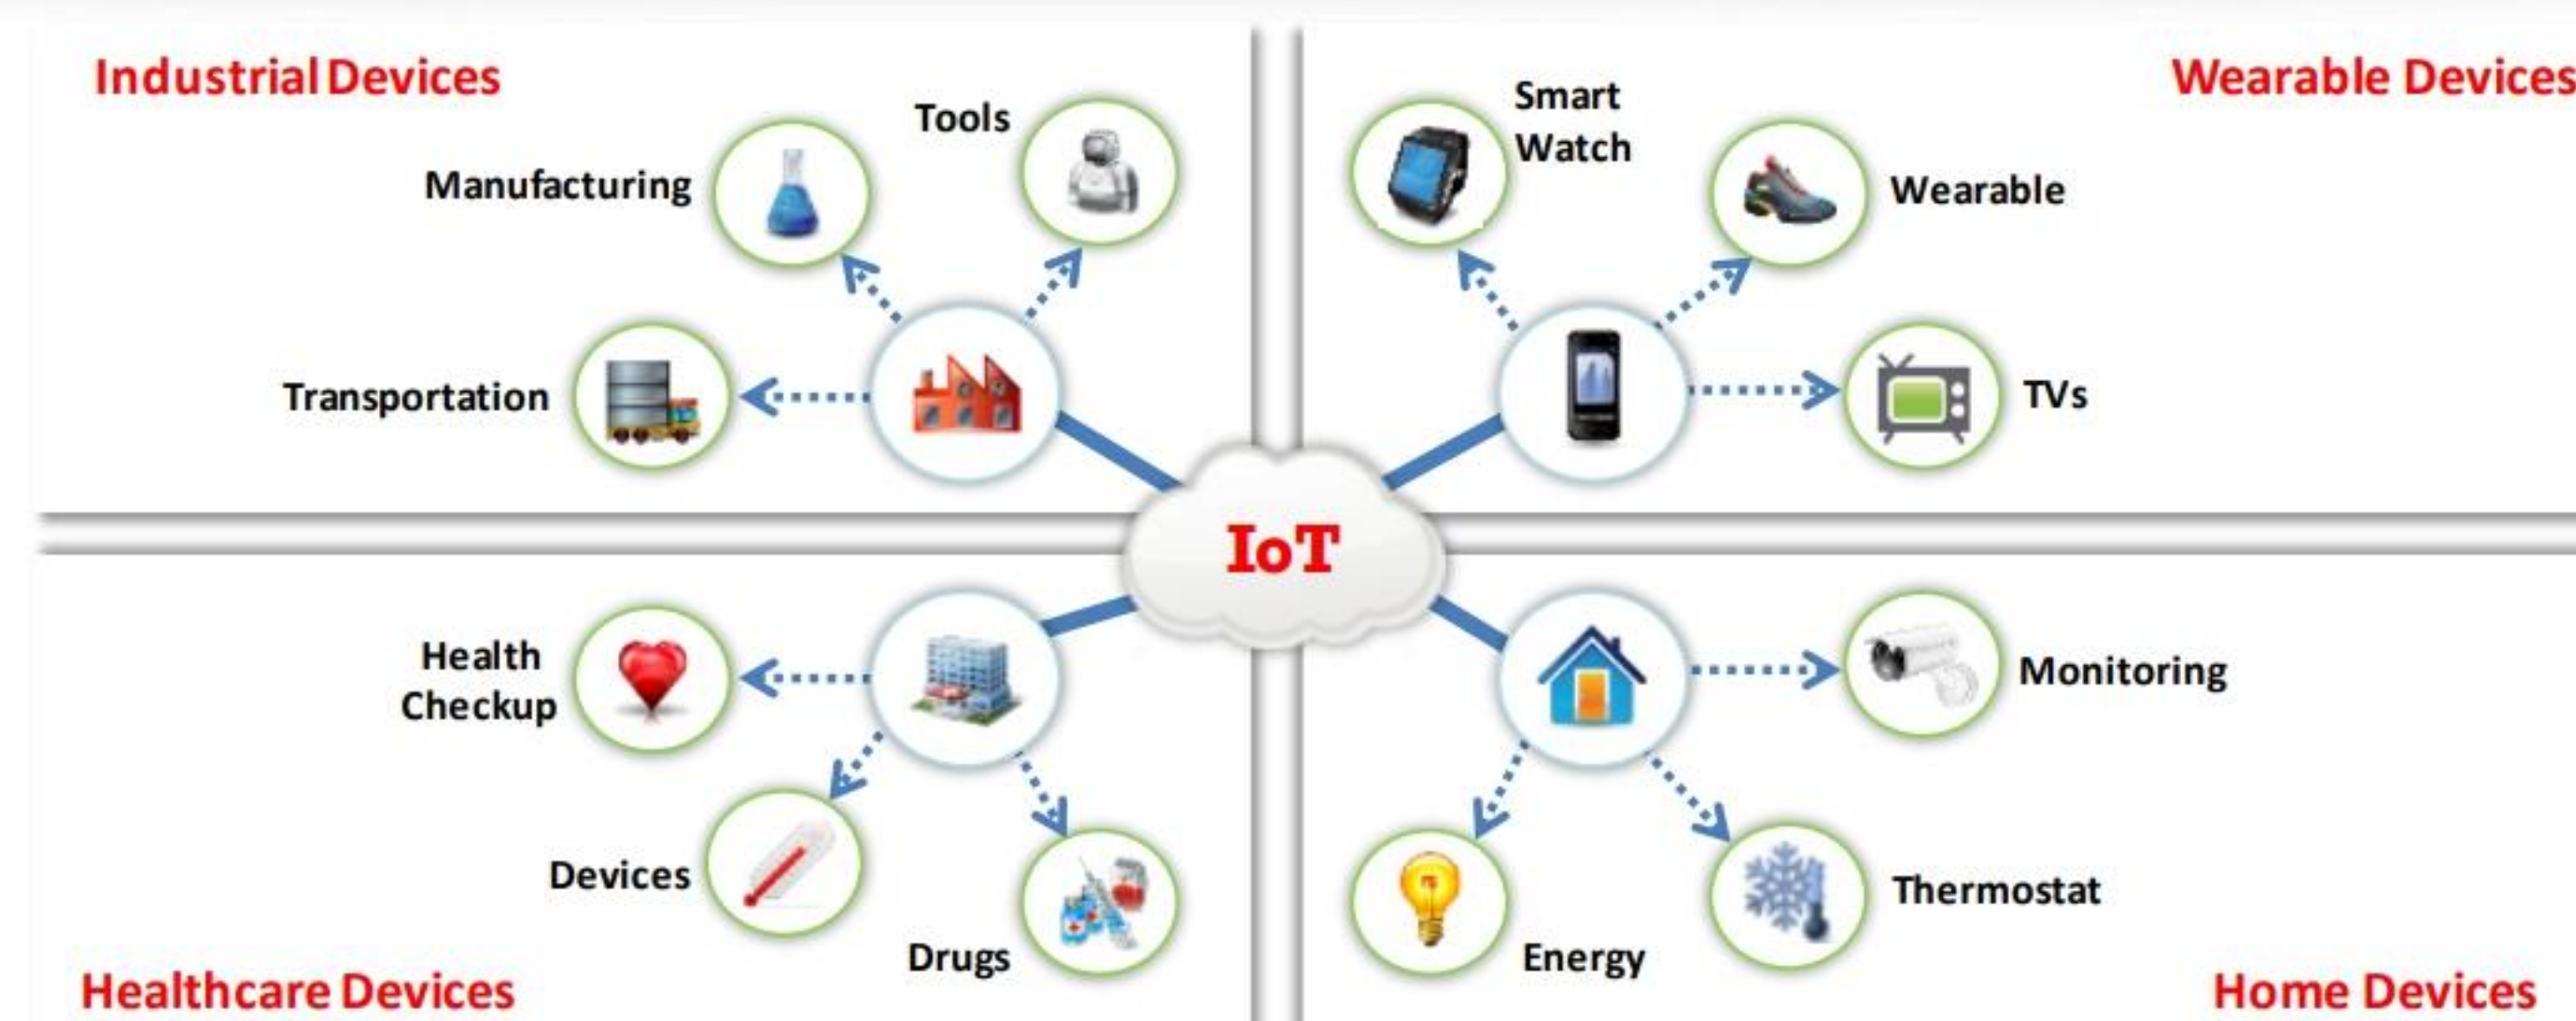 Industrial Devices
Tools
Manufacturing
Transportation
Smart
Watch
Wearable Devices
Wearable
TVs
IoT
Health
Checkup
Devices
Drugs
Healthcare Devices
Monitoring
Thermostat
Energy
Home Devices